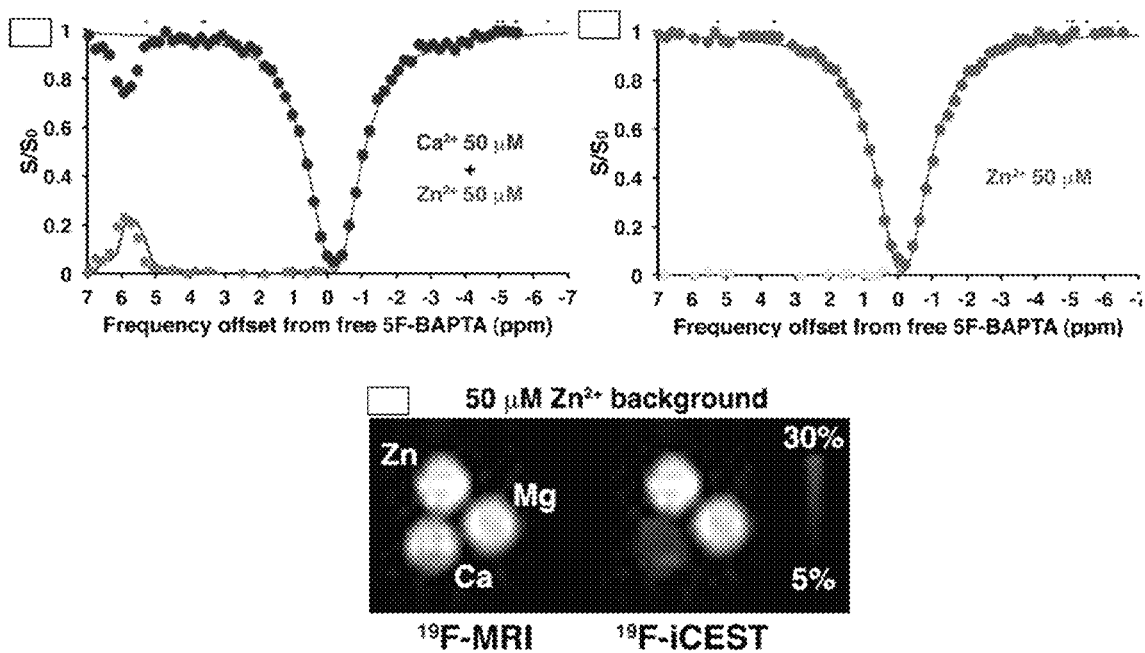 S/S0
1
0.8
0.6
0.4
0.2
0
Ca²⁺ 50 μM
+
Zn²⁺ 50 μM
7 6 5 4 3 2 1 0 -1 -2 -3 -4 -5 -6 -7
Frequency offset from free 5F-BAPTA (ppm)
S/S0
1
0.8
0.6
0.4
0.2
0
Zn²⁺ 50 μM
7 6 5 4 3 2 1 0 -1 -2 -3 -4 -5 -6
Frequency offset from free 5F-BAPTA (ppm)
50 μM Zn²⁺ background
Zn
Mg
Ca
30%
5%
¹⁹F-MRI ¹⁹F-iCEST